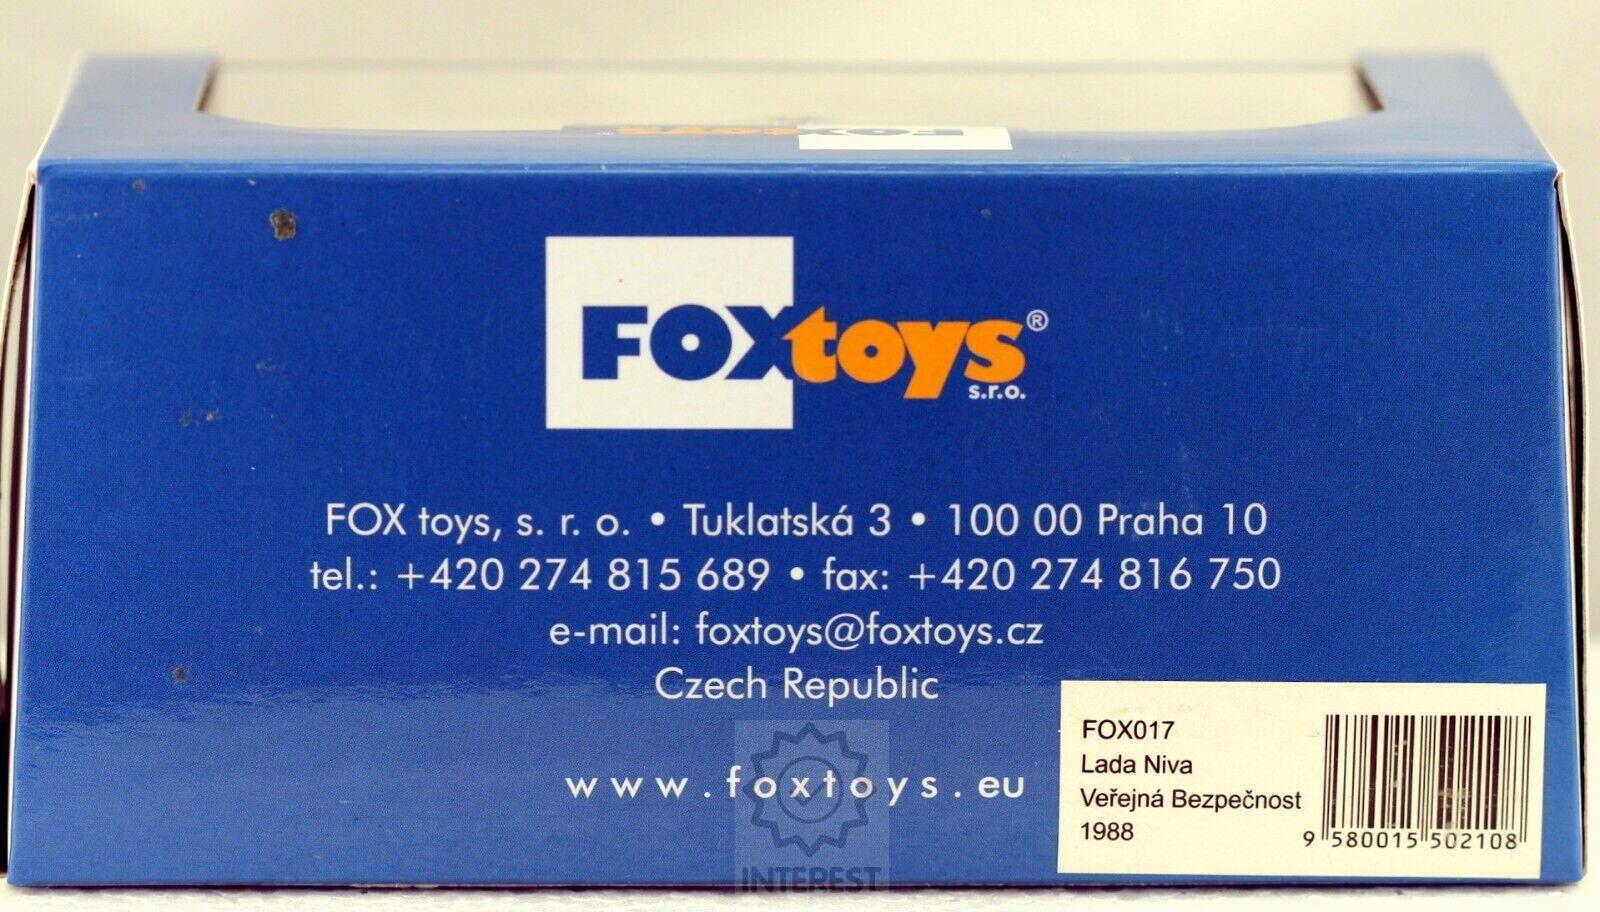 FOXtoys®
s.r.o.
FOX toys, s. r. o. • Tuklatská 3 • 100 00 Praha 10
tel.: +420 274 815 689 • fax: +420 274 816 750
e-mail: foxtoys@foxtoys.cz
Czech Republic
www.foxtoys.eu
FOX017
Lada Niva
Veřejná Bezpečnost
1988
9 580015 502108
INTEREST